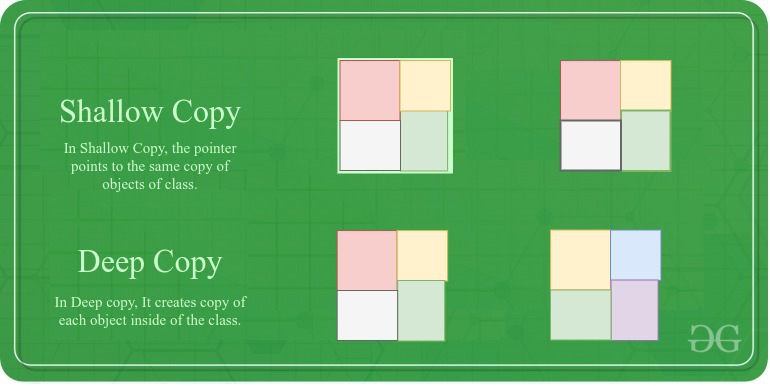 Shallow Copy
In Shallow Copy, the pointer
points to the same copy of
objects of class.
Deep Copy
In Deep copy, It creates copy of
each object inside of the class.